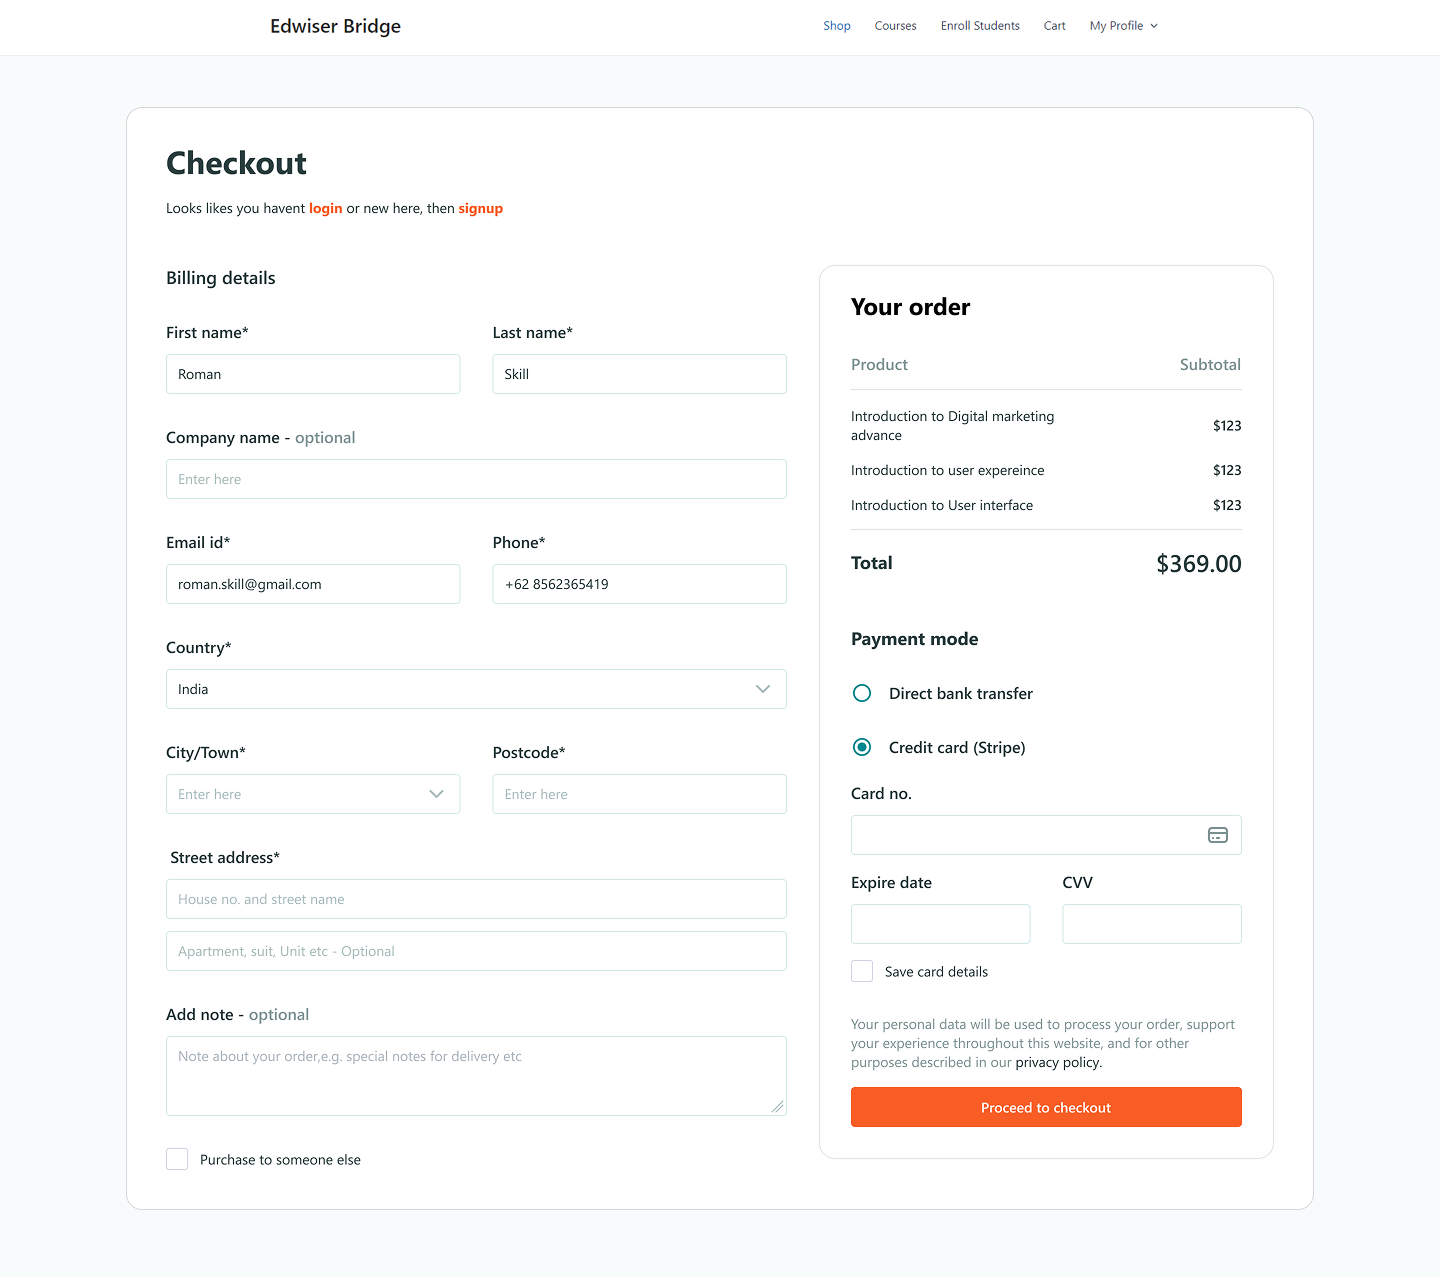 Edwiser Bridge
Shop Courses Enroll Students Cart My Profile
Checkout
Looks likes you havent login or new here, then signup
Billing details
First name* Last name*
Roman Skill
Company name - optional
Enter here
Email id* Phone*
roman.skill@gmail.com +62 8562365419
Country*
India
City/Town* Postcode*
Enter here Enter here
Street address*
House no. and street name
Apartment, suit, Unit etc - Optional
Add note - optional
Note about your order,e.g. special notes for delivery etc
Purchase to someone else
Your order
Product Subtotal
Introduction to Digital marketing
advance $123
Introduction to user expereince $123
Introduction to User interface $123
Total $369.00
Payment mode
Direct bank transfer
Credit card (Stripe)
Card no.
Expire date CVV
Save card details
Your personal data will be used to process your order, support
your experience throughout this website, and for other
purposes described in our privacy policy.
Proceed to checkout